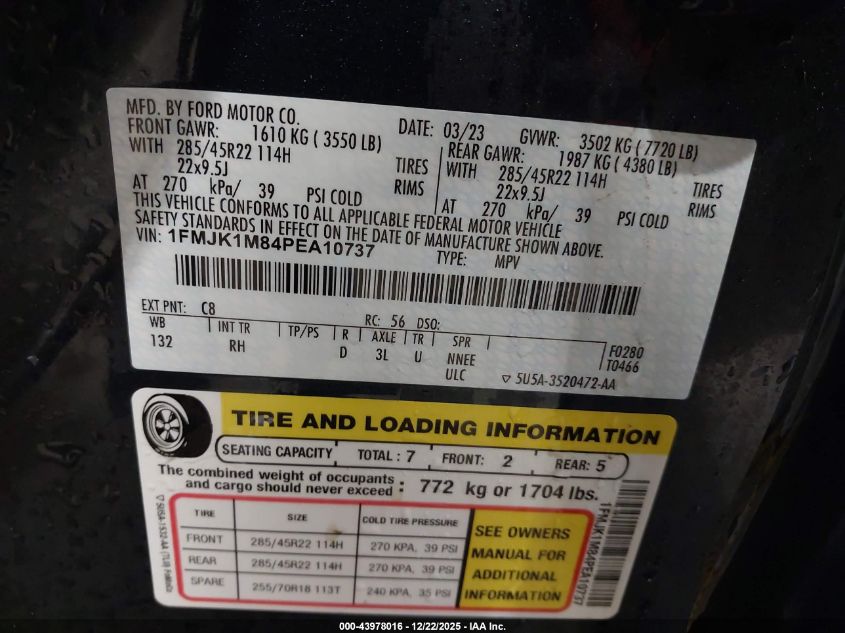 MFD. BY FORD MOTOR CO. DATE: 03/23 GVWR: 3502 KG ( 7720 LB)
FRONT GAWR: 1610 KG ( 3550 LB) REAR GAWR: 1987 KG ( 4380 LB)
WITH 285/45R22 114H TIRES WITH 285/45R22 114H TIRES
22x9.5J RIMS 22x9.5J RIMS
AT 270 kPa/ 39 PSI COLD AT 270 kPa/ 39 PSI COLD
THIS VEHICLE CONFORMS TO ALL APPLICABLE FEDERAL MOTOR VEHICLE
SAFETY STANDARDS IN EFFECT ON THE DATE OF MANUFACTURE SHOWN ABOVE.
VIN: 1FMJK1M84PEA10737 TYPE: MPV
EXT PNT: C8 RC: 56 DSO:
WB INT TR TP/PS R AXLE TR SPR F0280
132 RH D 3L U NNEE T0466
ULC ▽ 5U5A-3520472-AA
TIRE AND LOADING INFORMATION
SEATING CAPACITY TOTAL : 7 FRONT: 2 REAR: 5
The combined weight of occupants
and cargo should never exceed : 772 kg or 1704 lbs.
TIRE SIZE COLD TIRE PRESSURE
FRONT 285/45R22 114H 270 KPA, 39 PSI
REAR 285/45R22 114H 270 KPA, 39 PSI
SPARE 255/70R18 113T 240 KPA, 35 PSI
SEE OWNERS
MANUAL FOR
ADDITIONAL
INFORMATION
1FMJK1M84PEA10737
000-43978016 - 12/22/2025 - IAA Inc.